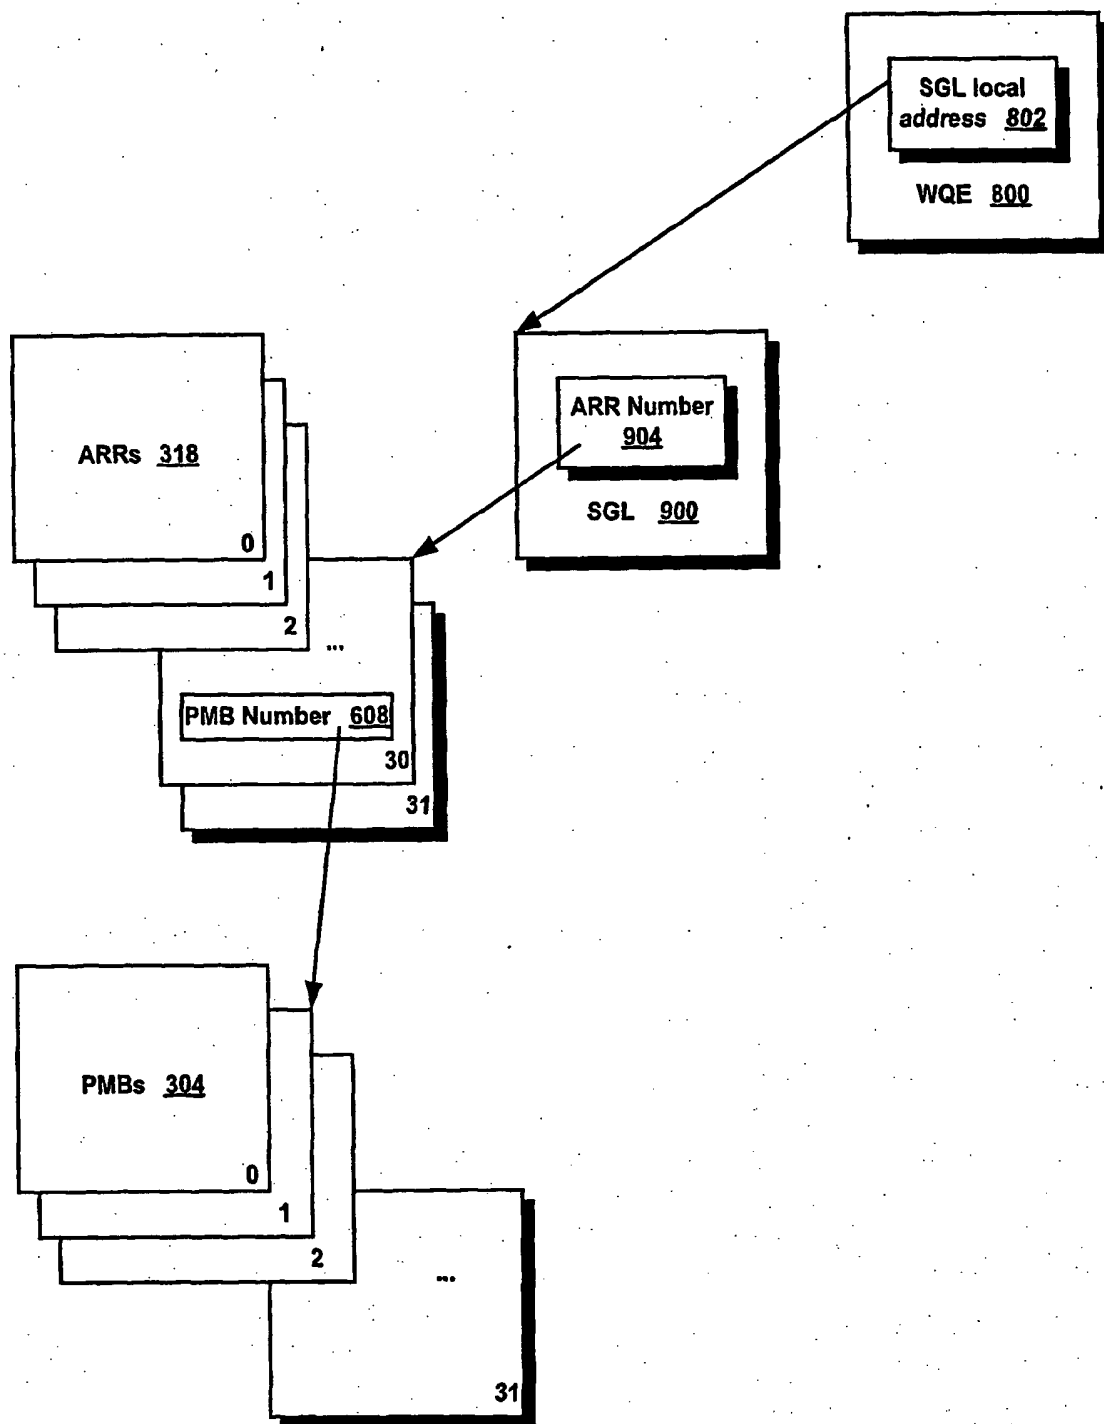 SGL local
address 802
WQE 800
ARR Number
904
SGL 900
ARRs 318
0
1
2
...
PMB Number 608
30
31
PMBs 304
0
1
2
...
31